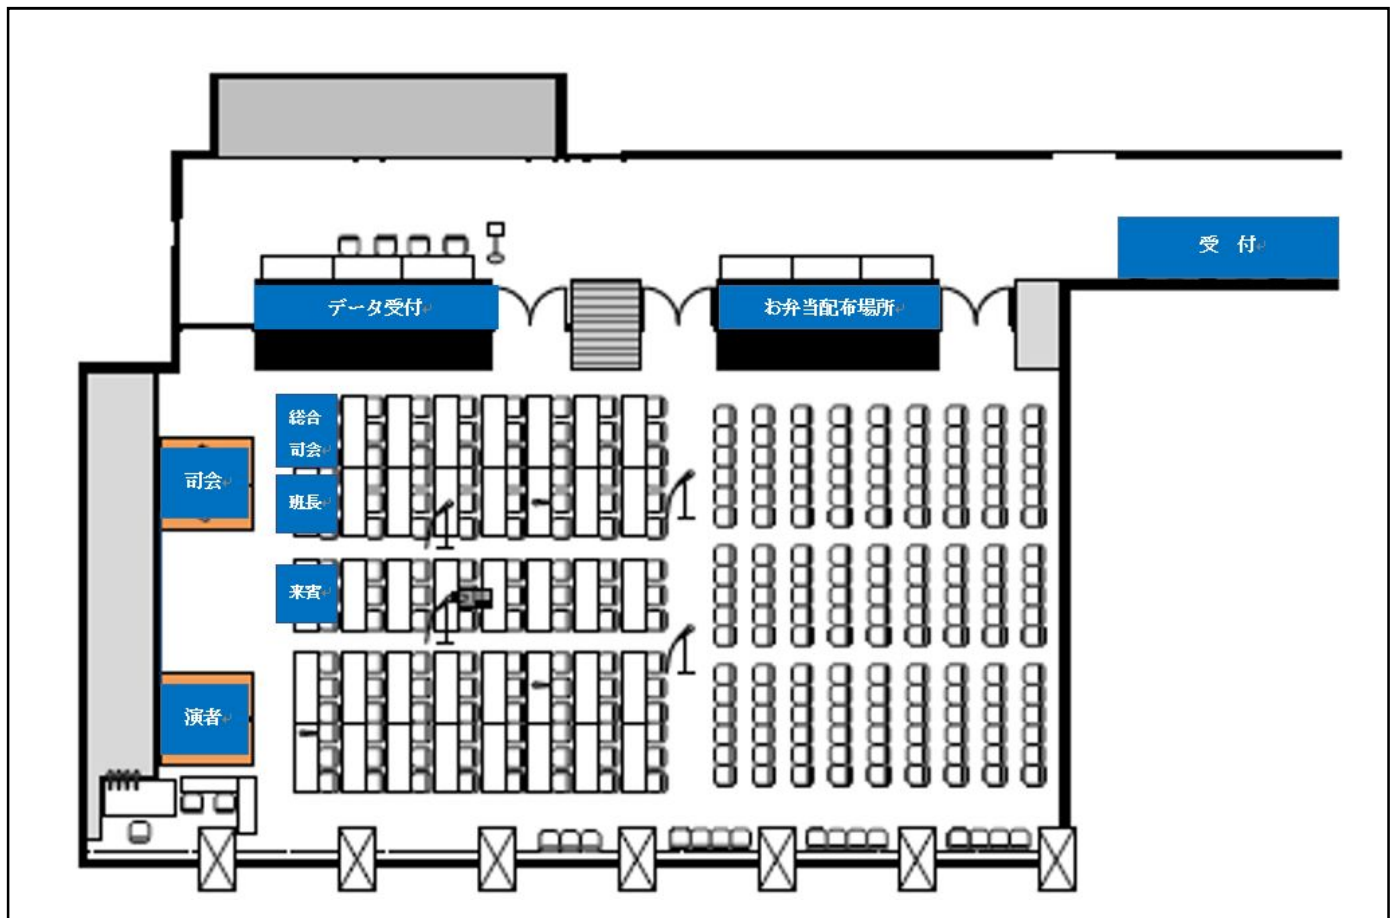 受　付
データ受付
お弁当配布場所
総合
司会
司会
班長
来賓
演者